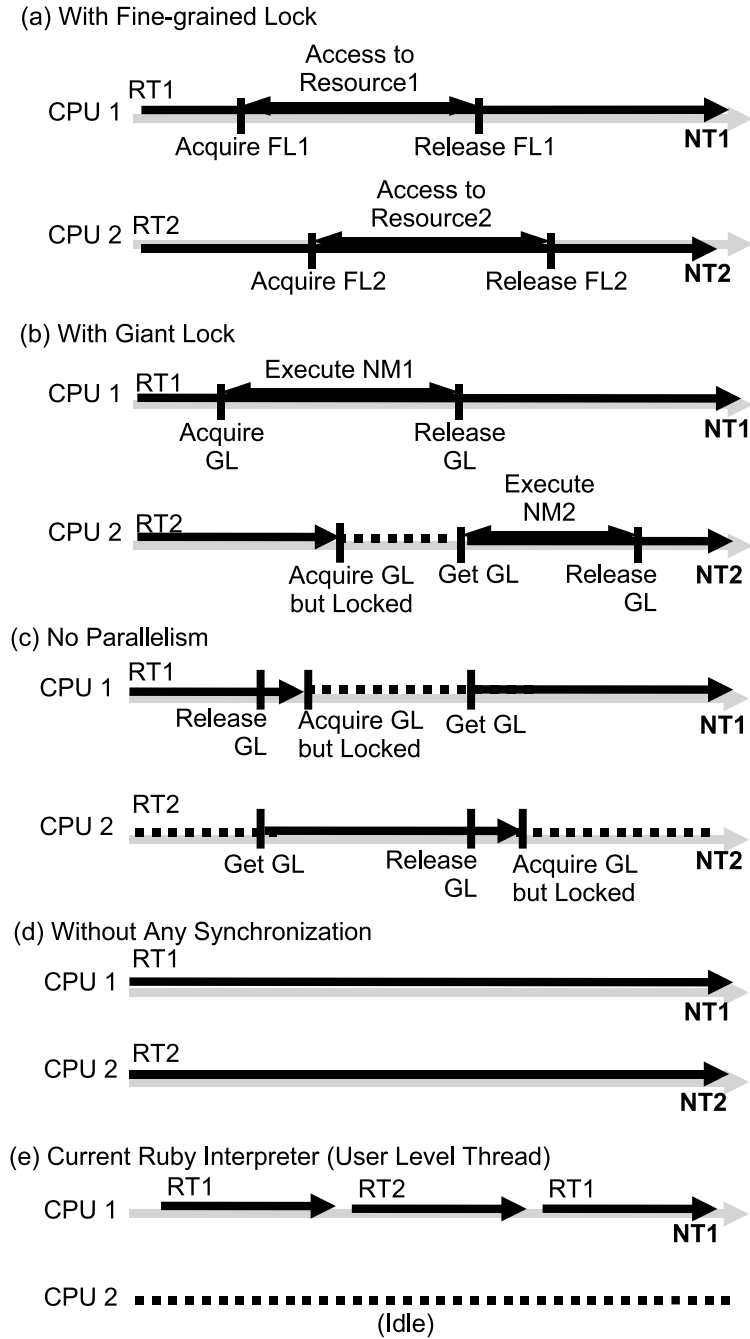 (a) With Fine-grained Lock
Access to
Resource1
RT1
CPU 1
Acquire FL1
Release FL1
NT1
Access to
Resource2
RT2
CPU 2
Acquire FL2
Release FL2
NT2
(b) With Giant Lock
Execute NM1
RT1
CPU 1
Acquire
GL
Release
GL
NT1
Execute
NM2
RT2
CPU 2
Acquire GL
but Locked
Get GL
Release
GL
NT2
(c) No Parallelism
RT1
CPU 1
Release
GL
Acquire GL
but Locked
Get GL
NT1
RT2
CPU 2
Get GL
Release
GL
Acquire GL
but Locked
NT2
(d) Without Any Synchronization
RT1
CPU 1
NT1
RT2
CPU 2
NT2
(e) Current Ruby Interpreter (User Level Thread)
RT1
RT2
RT1
CPU 1
NT1
CPU 2
(Idle)